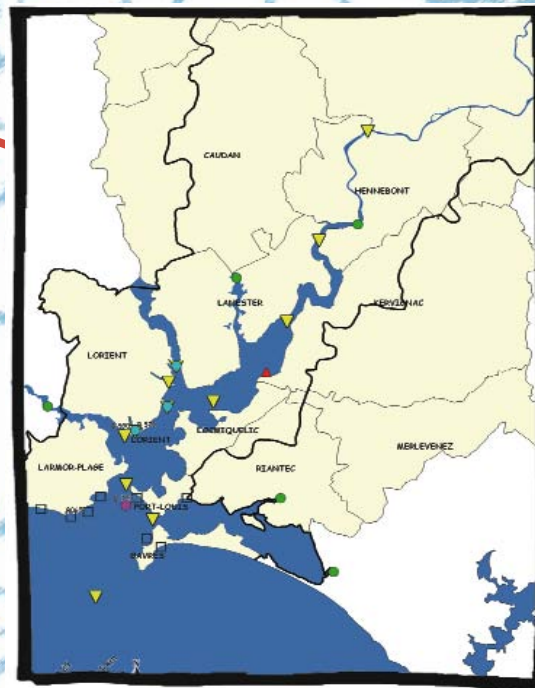 CAUDAN
HENNEBONT
LANESTER
KERVIGNAC
LORIENT
LOCMIQUELIC
LORIENT
MERLEVENEZ
LARMOR-PLAGE
RIANTEC
PORT-LOUIS
GAVRES